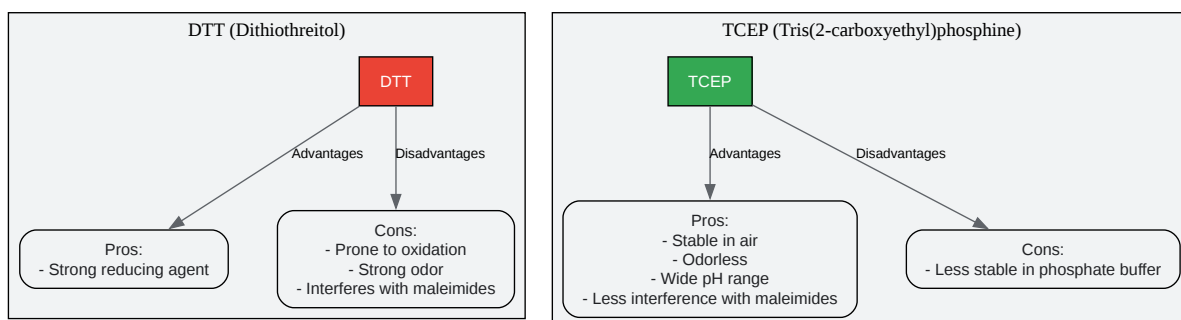 DTT (Dithiothreitol)
DTT
Advantages
Disadvantages
Pros:
- Strong reducing agent
Cons:
- Prone to oxidation
- Strong odor
- Interferes with maleimides
TCEP (Tris(2-carboxyethyl)phosphine)
TCEP
Advantages
Disadvantages
Pros:
- Stable in air
- Odorless
- Wide pH range
- Less interference with maleimides
Cons:
- Less stable in phosphate buffer